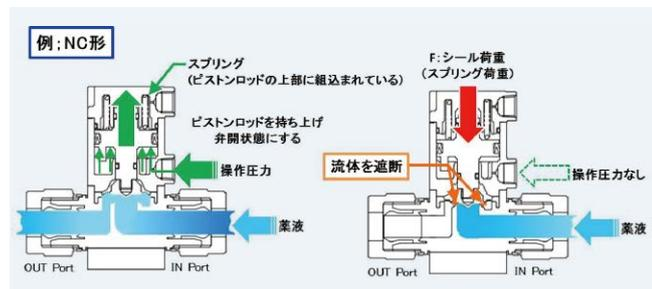 例；NC形
スプリング
(ピストンロッドの上部に組込まれている)
ピストンロッドを持ち上げ
弁開状態にする
操作圧力
薬液
OUT Port
IN Port
F:シール荷重
(スプリング荷重)
流体を遮断
操作圧力なし
薬液
OUT Port
IN Port